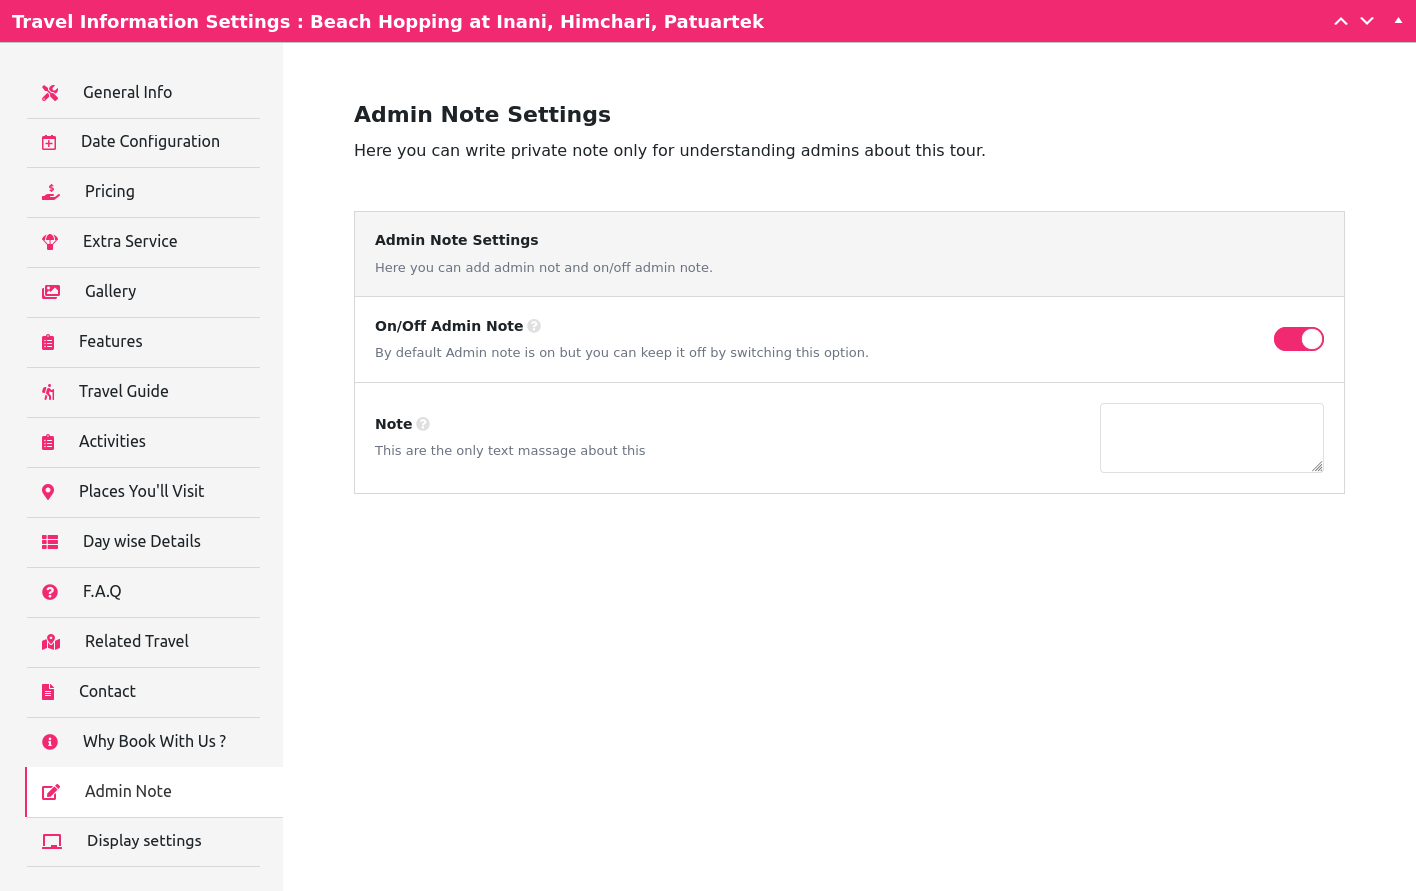 Travel Information Settings : Beach Hopping at Inani, Himchari, Patuartek
General Info
Date Configuration
Pricing
Extra Service
Gallery
Features
Travel Guide
Activities
Places You'll Visit
Day wise Details
F.A.Q
Related Travel
Contact
Why Book With Us ?
Admin Note
Display settings
Admin Note Settings
Here you can write private note only for understanding admins about this tour.
Admin Note Settings
Here you can add admin not and on/off admin note.
On/Off Admin Note
By default Admin note is on but you can keep it off by switching this option.
Note
This are the only text massage about this